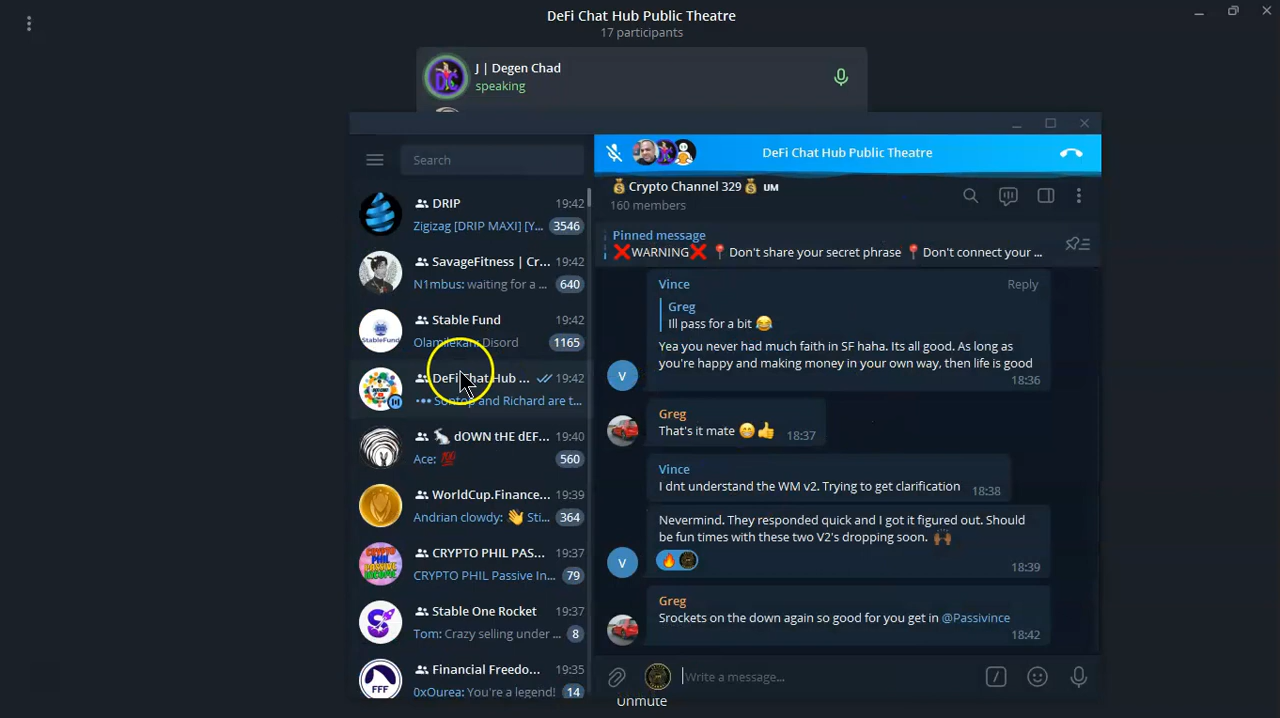 DeFi Chat Hub Public Theatre
17 participants
J | Degen Chad
speaking
Search
DRIP 19:42
Zigizag [DRIP MAXI] [Y... 3546
SavageFitness | Cr... 19:42
N1mbus: waiting for a ... 640
Stable Fund 19:42
Olamilekan: Disord 1165
DeFi Chat Hub ... 19:42
Sontop and Richard are t...
dOWN tHE dEF... 19:40
Ace: 💯 560
WorldCup.Finance... 19:39
Andrian clowdy: 👋 Sti... 364
CRYPTO PHIL PAS... 19:37
CRYPTO PHIL Passive In... 79
Stable One Rocket 19:37
Tom: Crazy selling under ... 8
Financial Freedo... 19:35
0xOurea: You're a legend! 14
DeFi Chat Hub Public Theatre
💰Crypto Channel 329💰 UM
160 members
Pinned message
❌WARNING❌ 📍Don't share your secret phrase 📍Don't connect your ...
Vince Reply
Greg
Ill pass for a bit 😂
Yea you never had much faith in SF haha. Its all good. As long as
you're happy and making money in your own way, then life is good
18:36
V
Greg
That's it mate 😁👍 18:37
Vince
I dnt understand the WM v2. Trying to get clarification 18:38
Nevermind. They responded quick and I got it figured out. Should
be fun times with these two V2's dropping soon. 🙌🏾
🔥 18:39
V
Greg
Srockets on the down again so good for you get in @Passivince
18:42
Write a message...
Unmute